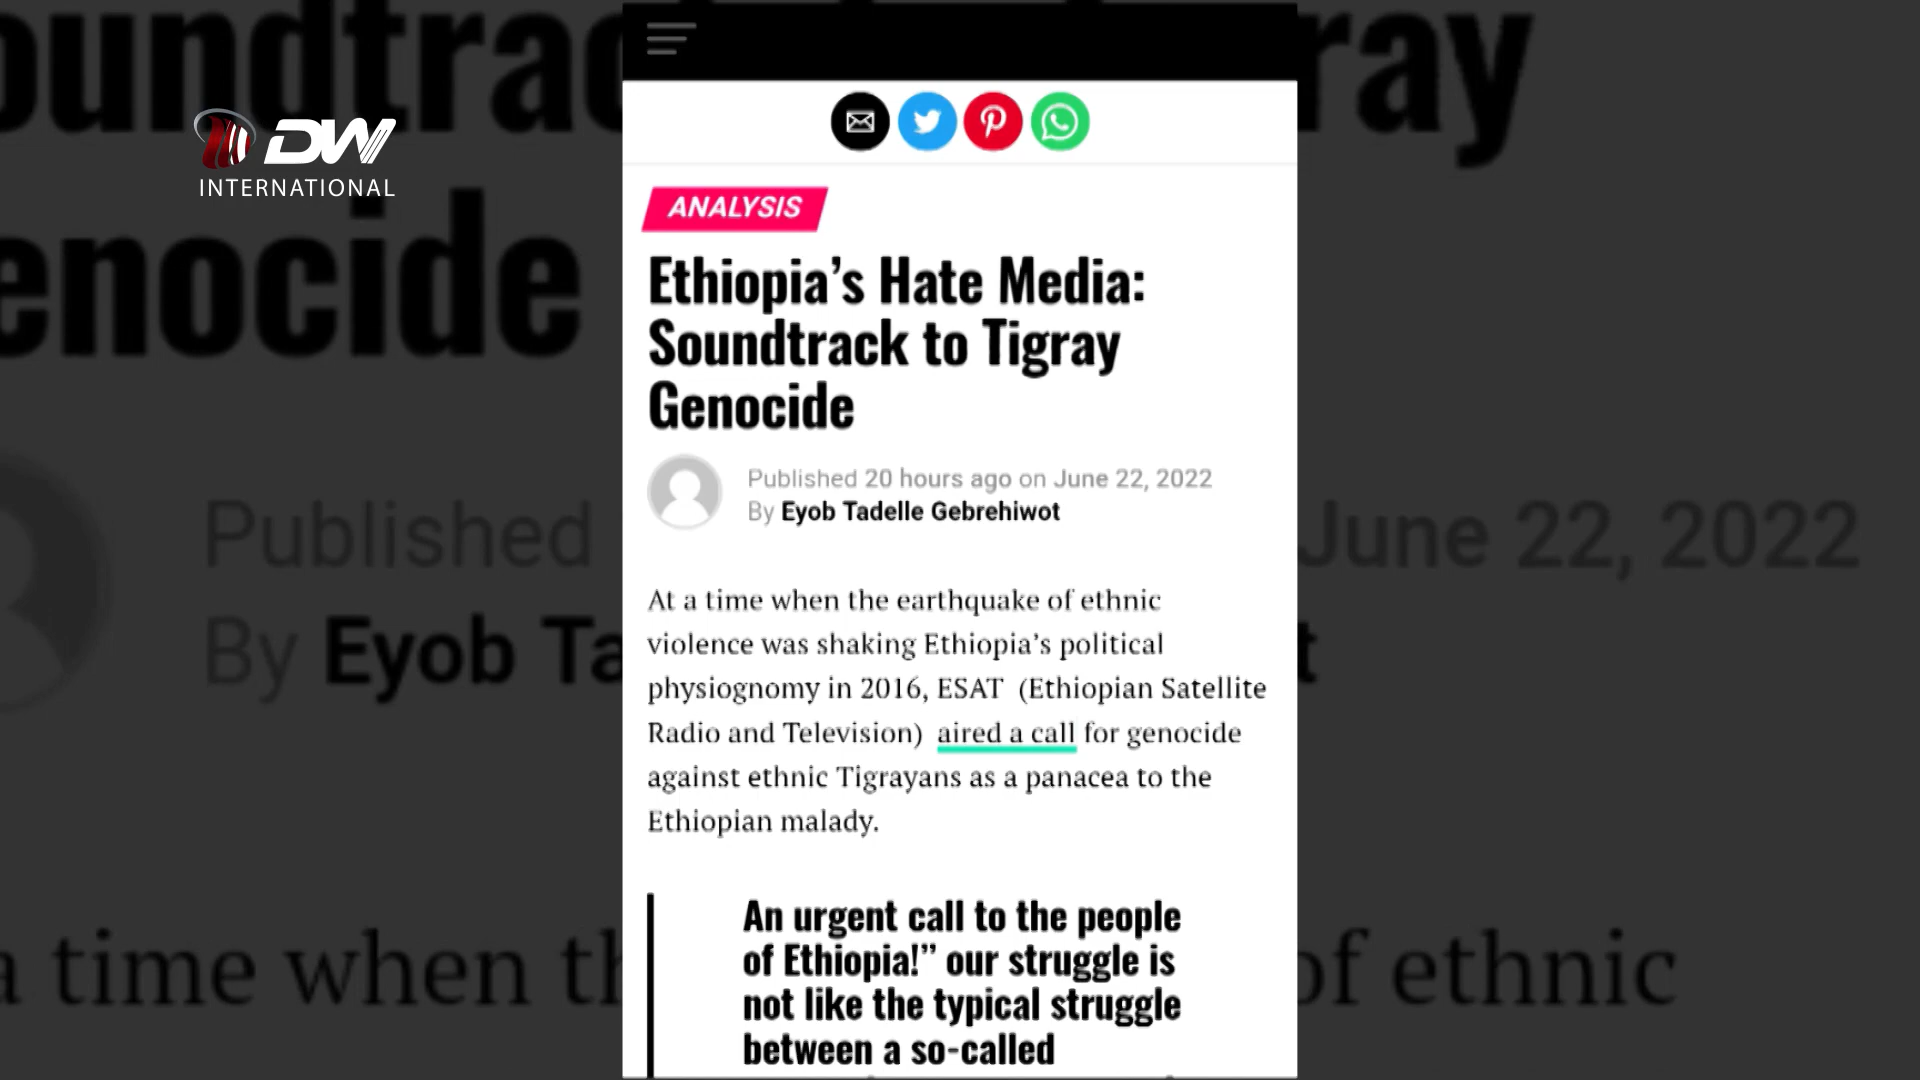 DW
INTERNATIONAL
ANALYSIS
Ethiopia’s Hate Media:
Soundtrack to Tigray
Genocide
Published 20 hours ago on June 22, 2022
By Eyob Tadelle Gebrehiwot
At a time when the earthquake of ethnic
violence was shaking Ethiopia’s political
physiognomy in 2016, ESAT (Ethiopian Satellite
Radio and Television) aired a call for genocide
against ethnic Tigrayans as a panacea to the
Ethiopian malady.
An urgent call to the people
of Ethiopia!” our struggle is
not like the typical struggle
between a so-called